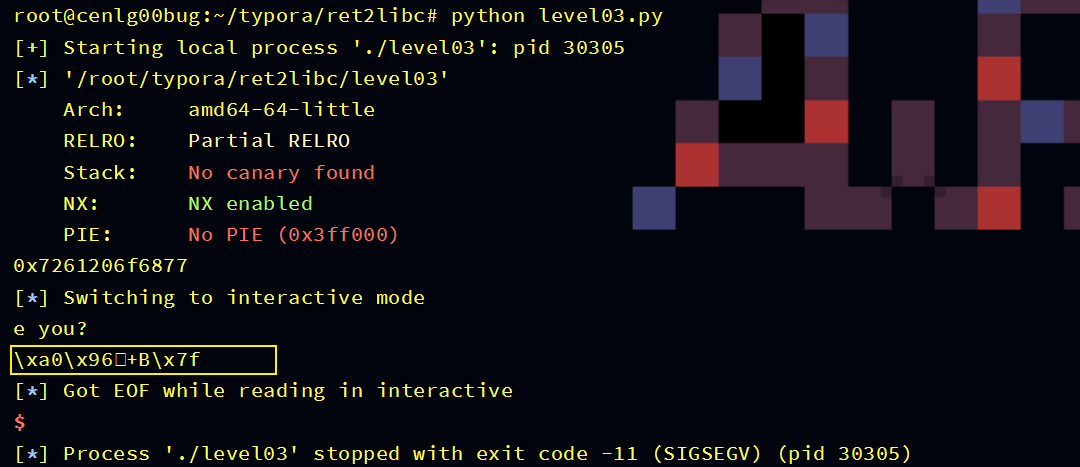 root@cenlg00bug:~/typora/ret2libc# python level03.py
[+] Starting local process './level03': pid 30305
[*] '/root/typora/ret2libc/level03'
    Arch:     amd64-64-little
    RELRO:    Partial RELRO
    Stack:    No canary found
    NX:       NX enabled
    PIE:      No PIE (0x3ff000)
0x7261206f6877
[*] Switching to interactive mode
e you?
\xa0\x96□+B\x7f
[*] Got EOF while reading in interactive
$
[*] Process './level03' stopped with exit code -11 (SIGSEGV) (pid 30305)